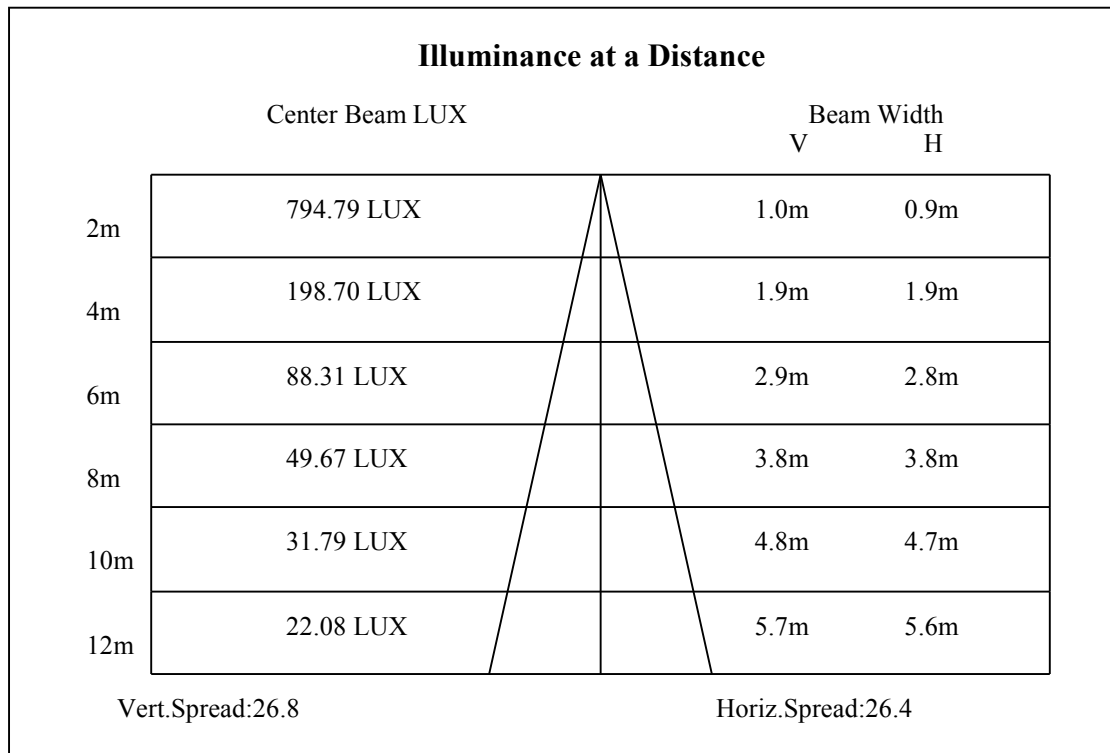 Illuminance at a Distance
Center Beam LUX Beam Width
V H
2m 794.79 LUX 1.0m 0.9m
4m 198.70 LUX 1.9m 1.9m
6m 88.31 LUX 2.9m 2.8m
8m 49.67 LUX 3.8m 3.8m
10m 31.79 LUX 4.8m 4.7m
12m 22.08 LUX 5.7m 5.6m
Vert.Spread:26.8 Horiz.Spread:26.4